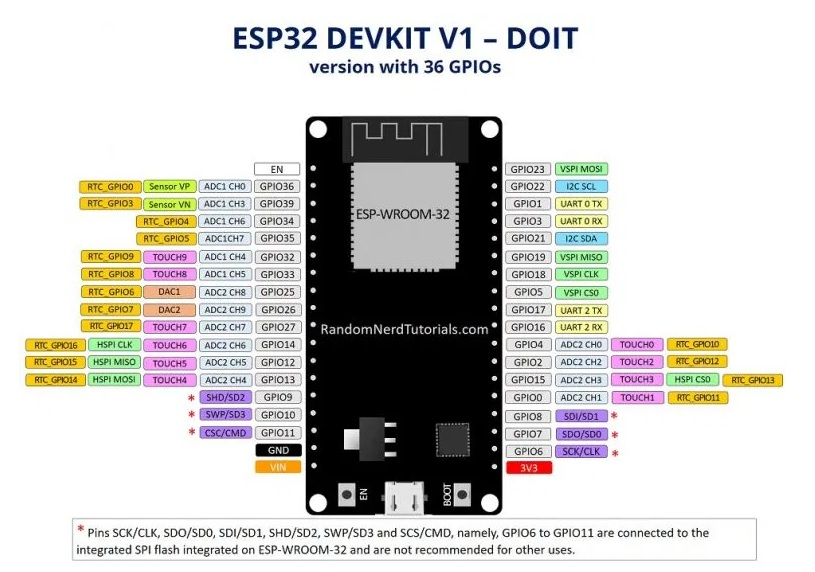 ESP32 DEVKIT V1 – DOIT
version with 36 GPIOs
EN GPIO23 VSPI MOSI
RTC_GPIO0 Sensor VP ADC1 CH0 GPIO36 GPIO22 I2C SCL
RTC_GPIO3 Sensor VN ADC1 CH3 GPIO39 GPIO1 UART 0 TX
RTC_GPIO4 ADC1 CH6 GPIO34 ESP-WROOM-32 GPIO3 UART 0 RX
RTC_GPIO5 ADC1CH7 GPIO35 GPIO21 I2C SDA
RTC_GPIO9 TOUCH9 ADC1 CH4 GPIO32 GPIO19 VSPI MISO
RTC_GPIO8 TOUCH8 ADC1 CH5 GPIO33 GPIO18 VSPI CLK
RTC_GPIO6 DAC1 ADC2 CH8 GPIO25 GPIO5 VSPI CS0
RTC_GPIO7 DAC2 ADC2 CH9 GPIO26 GPIO17 UART 2 TX
RTC_GPIO17 TOUCH7 ADC2 CH7 GPIO27 RandomNerdTutorials.com GPIO16 UART 2 RX
RTC_GPIO16 HSPI CLK TOUCH6 ADC2 CH6 GPIO14 GPIO4 ADC2 CH0 TOUCH0 RTC_GPIO10
RTC_GPIO15 HSPI MISO TOUCH5 ADC2 CH5 GPIO12 GPIO2 ADC2 CH2 TOUCH2 RTC_GPIO12
RTC_GPIO14 HSPI MOSI TOUCH4 ADC2 CH4 GPIO13 GPIO15 ADC2 CH3 TOUCH3 HSPI CS0 RTC_GPIO13
* SHD/SD2 GPIO9 GPIO0 ADC2 CH1 TOUCH1 RTC_GPIO11
* SWP/SD3 GPIO10 GPIO8 SDI/SD1 *
* CSC/CMD GPIO11 GPIO7 SDO/SD0 *
GND GPIO6 SCK/CLK *
VIN 3V3
EN BOOT
* Pins SCK/CLK, SDO/SD0, SDI/SD1, SHD/SD2, SWP/SD3 and SCS/CMD, namely, GPIO6 to GPIO11 are connected to the
integrated SPI flash integrated on ESP-WROOM-32 and are not recommended for other uses.